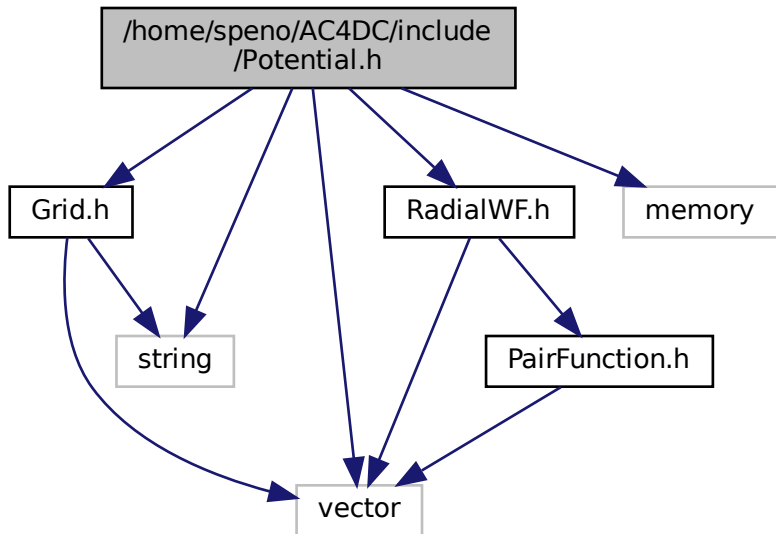 /home/speno/AC4DC/include
/Potential.h
Grid.h
RadialWF.h
memory
string
PairFunction.h
vector